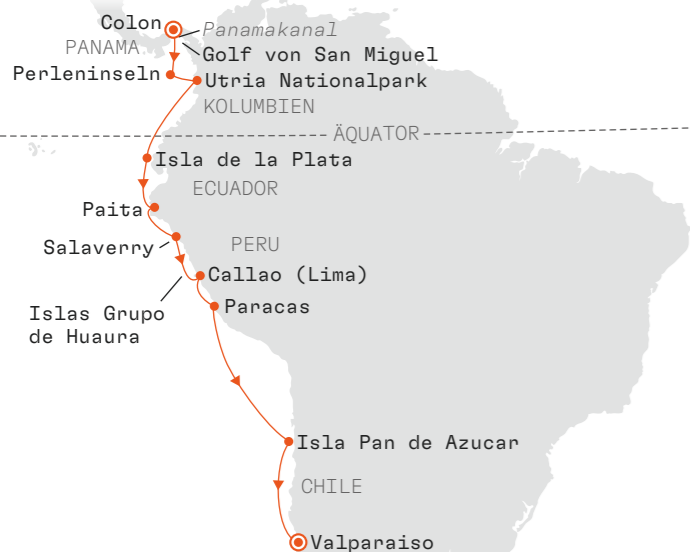 Colon
Panamakanal
PANAMA
Golf von San Miguel
Perleninseln
Utria Nationalpark
KOLUMBIEN
ÄQUATOR
Isla de la Plata
ECUADOR
Paita
Salaverry
PERU
Callao (Lima)
Islas Grupo
de Huaura
Paracas
Isla Pan de Azucar
CHILE
Valparaiso